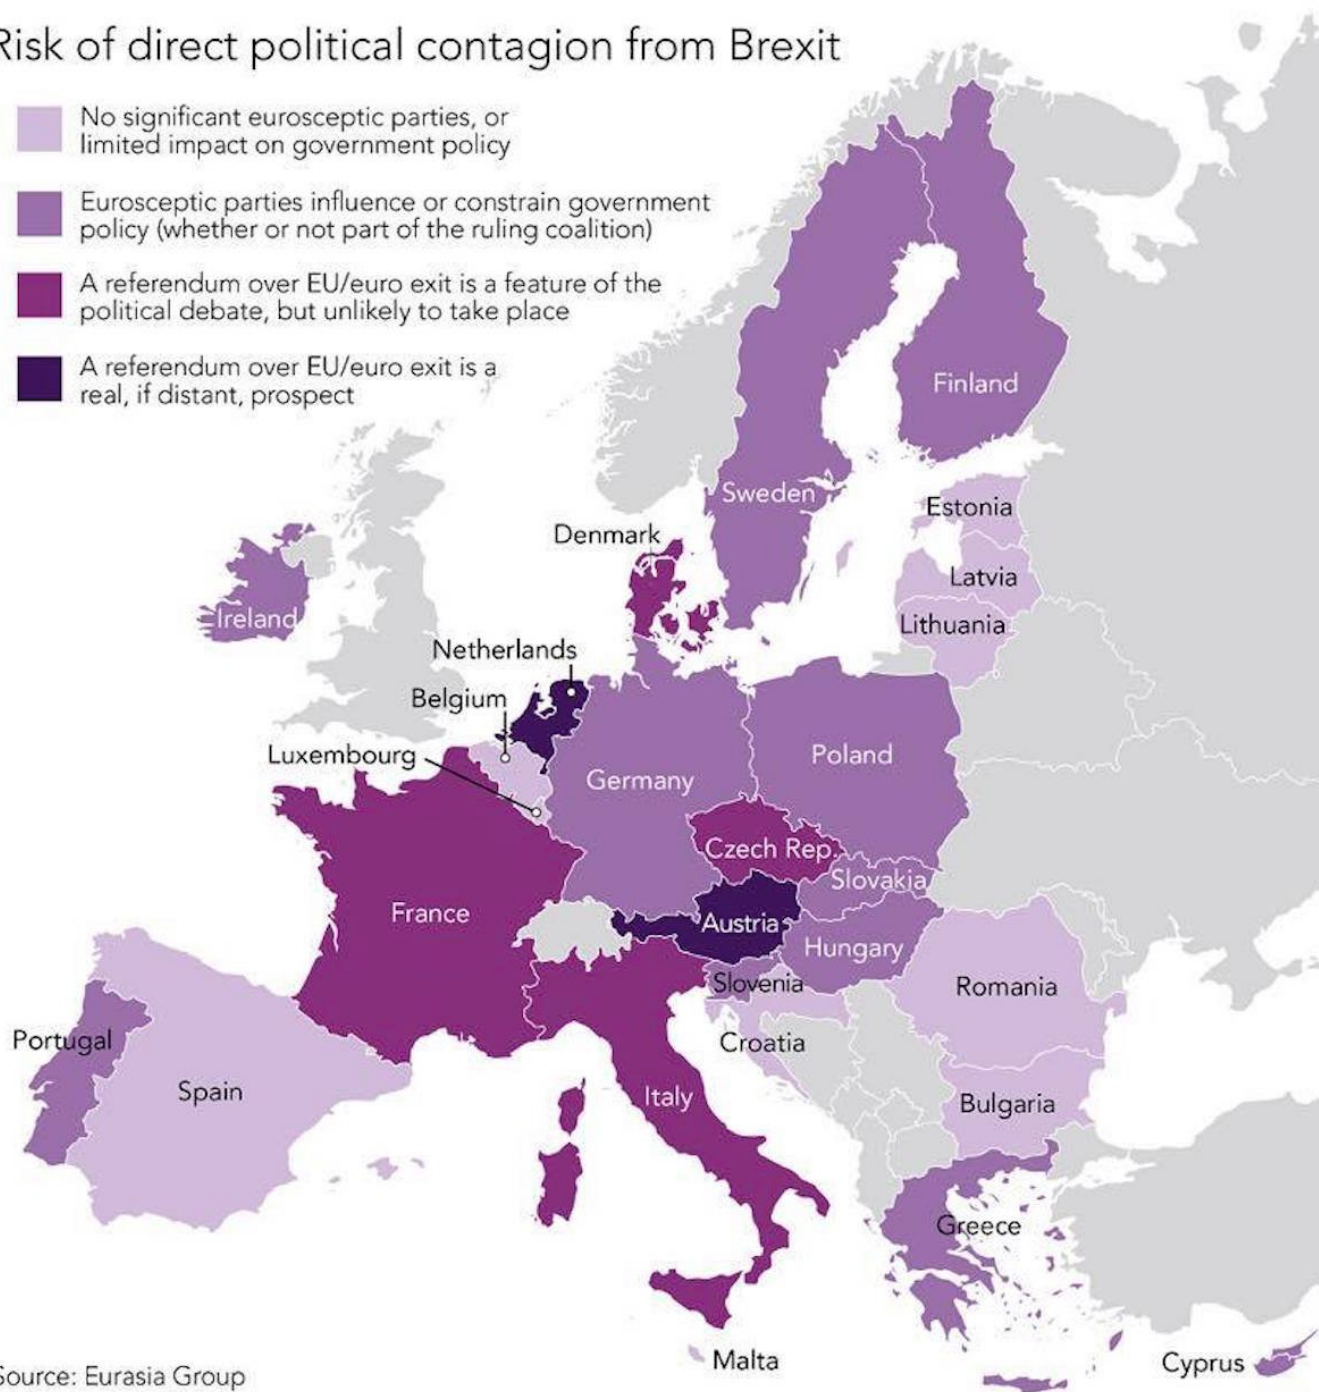 Risk of direct political contagion from Brexit
No significant eurosceptic parties, or
limited impact on government policy
Eurosceptic parties influence or constrain government
policy (whether or not part of the ruling coalition)
A referendum over EU/euro exit is a feature of the
political debate, but unlikely to take place
A referendum over EU/euro exit is a
real, if distant, prospect
Finland
Sweden
Estonia
Denmark
Latvia
Ireland
Lithuania
Netherlands
Belgium
Luxembourg
Poland
Germany
Czech Rep.
Slovakia
France
Austria
Hungary
Slovenia
Romania
Portugal
Croatia
Spain
Italy
Bulgaria
Greece
Malta
Cyprus
Source: Eurasia Group